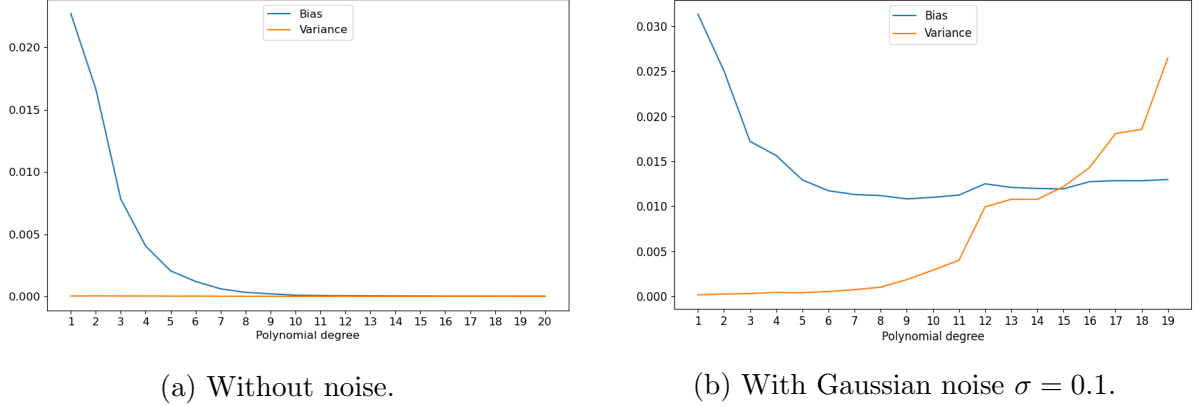 Bias
Variance
0.020
0.015
0.010
0.005
0.000
1 2 3 4 5 6 7 8 9 10 11 12 13 14 15 16 17 18 19 20
Polynomial degree
(a) Without noise.
Bias
Variance
0.030
0.025
0.020
0.015
0.010
0.005
0.000
1 2 3 4 5 6 7 8 9 10 11 12 13 14 15 16 17 18 19
Polynomial degree
(b) With Gaussian noise σ = 0.1.